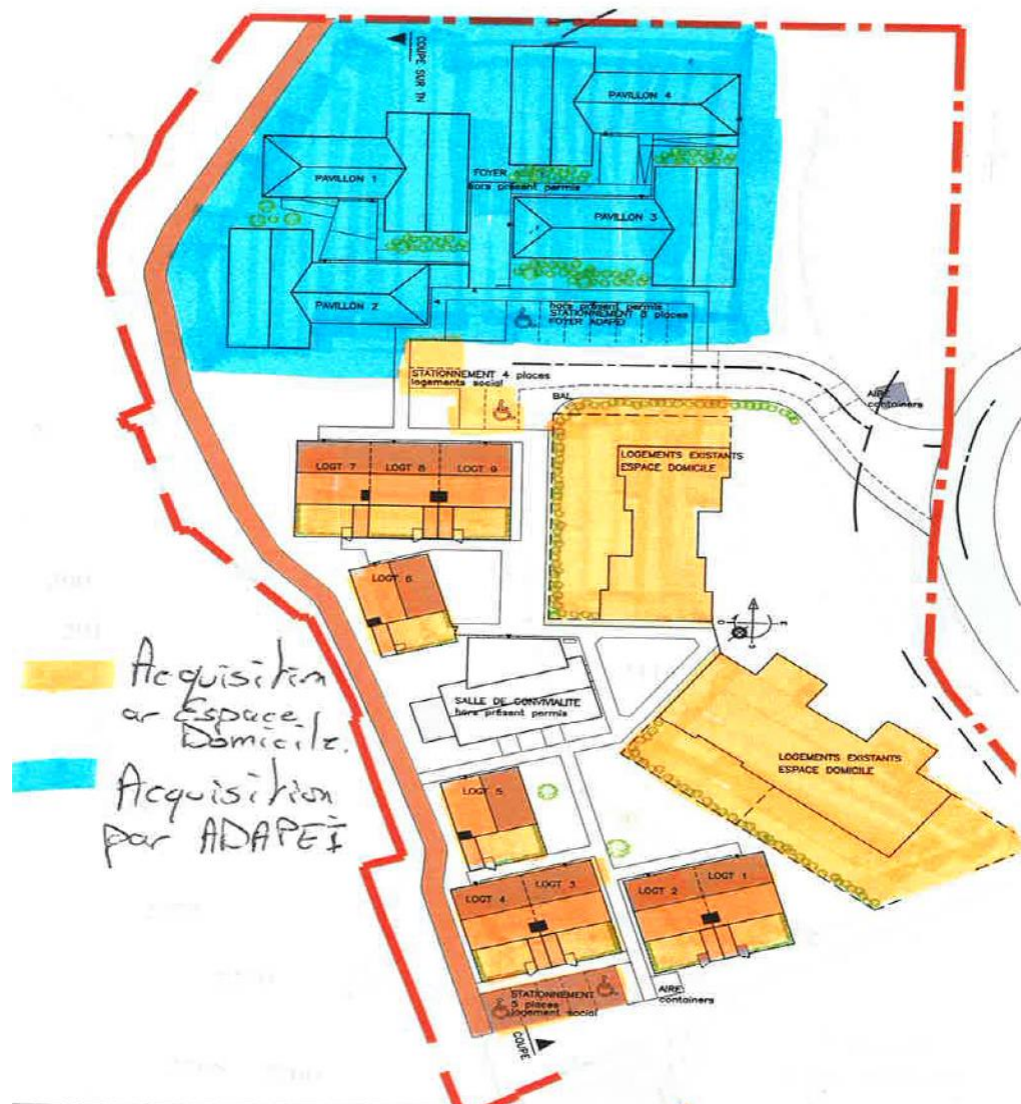 COUPE SUR TN
PAVILLON 4
PAVILLON 1
FOYER
hors présent permis
PAVILLON 3
PAVILLON 2
hors présent permis
STATIONNEMENT 8 places
FOYER ADAPEI
STATIONNEMENT 4 places
logements social
BAL
AIRE
containers
LOGT 7
LOGT 8
LOGT 9
LOGEMENTS EXISTANTS
ESPACE DOMICILE
LOGT 6
Acquisition
ar Espace
Domicile.
SALLE DE CONVIVIALITE
hors présent permis
LOGEMENTS EXISTANTS
ESPACE DOMICILE
Acquisition
par ADAPEI
LOGT 5
LOGT 4
LOGT 3
LOGT 2
LOGT 1
STATIONNEMENT
5 places
logement social
AIRE
containers
COUPE